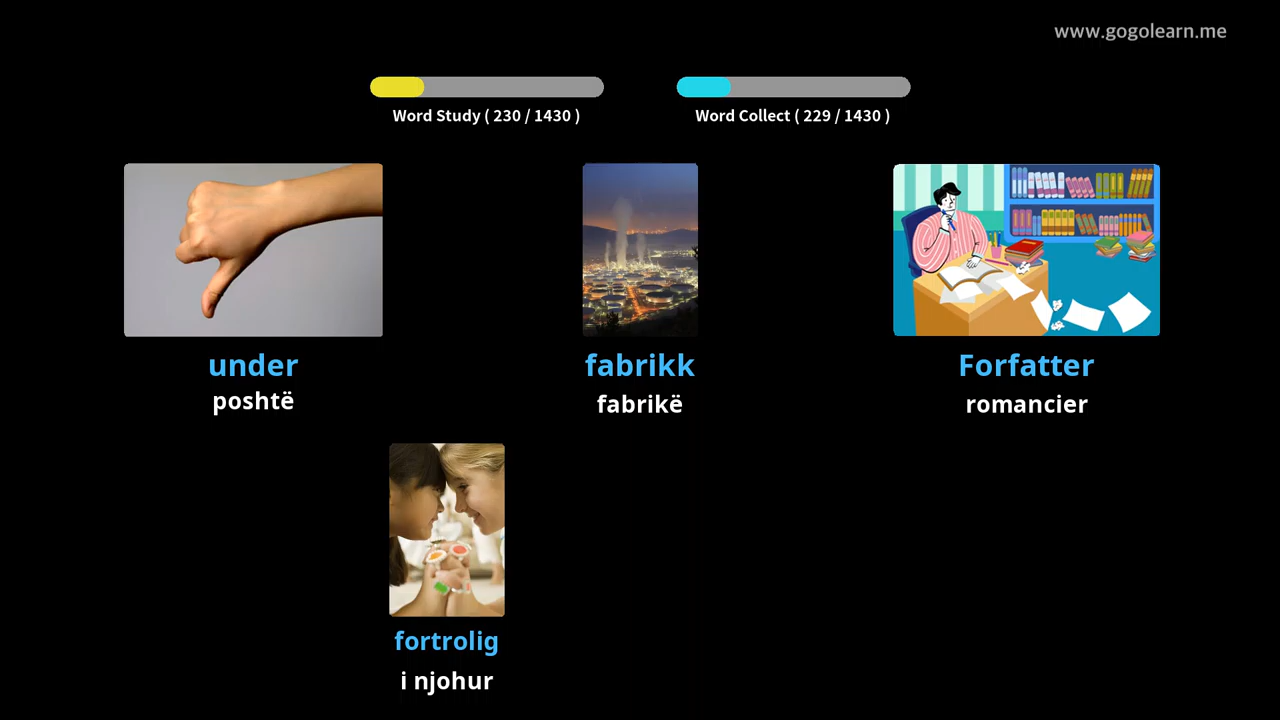 www.gogolearn.me
Word Study ( 230 / 1430 )
Word Collect ( 229 / 1430 )
under
poshtë
fabrikk
fabrikë
Forfatter
romancier
fortrolig
i njohur